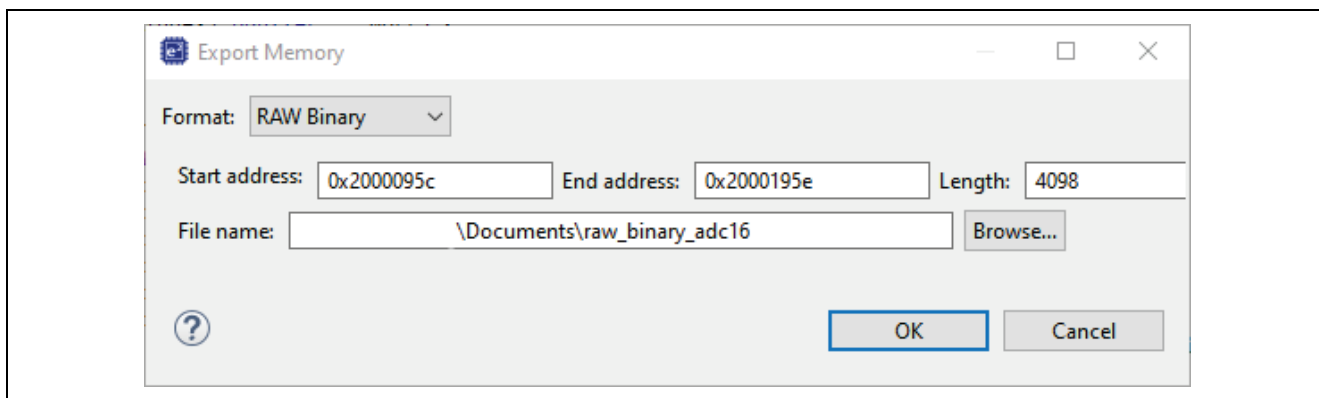 Export Memory
Format: RAW Binary
Start address: 0x2000095c End address: 0x2000195e Length: 4098
File name: \Documents\raw_binary_adc16 Browse...
? OK Cancel